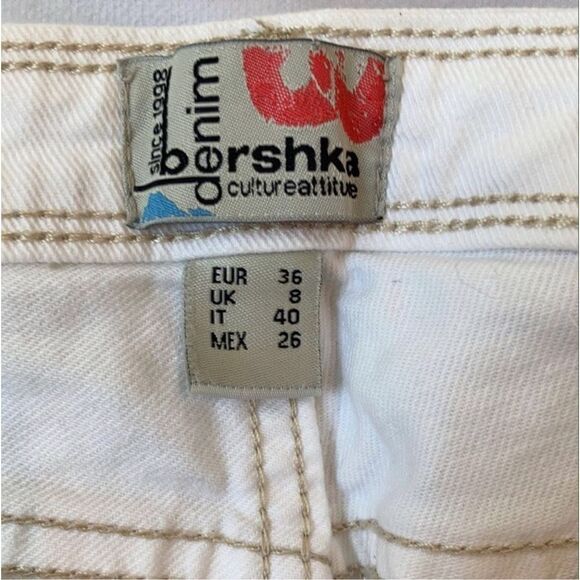 since 1998
denim
bershka
cultureattitue
EUR 36
UK 8
IT 40
MEX 26